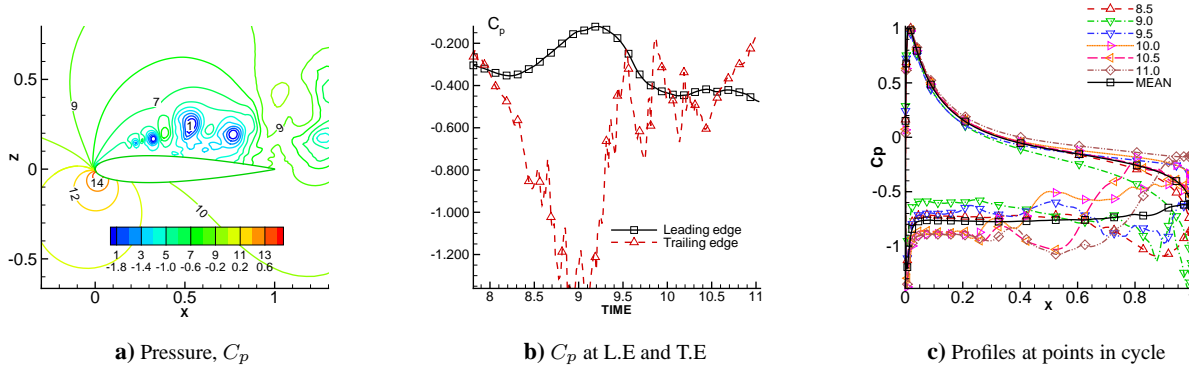 0.5
0
-0.5
Z
0
0.5
1
X
9
7
9
1
14
12
10
1 3 5 7 9 11 13
-1.8 -1.4 -1.0 -0.6 -0.2 0.2 0.6
a) Pressure, Cp
Cp
-0.200
-0.400
-0.600
-0.800
-1.000
-1.200
Leading edge
Trailing edge
8 8.5 9 9.5 10 10.5 11
TIME
b) Cp at L.E and T.E
8.5
9.0
9.5
10.0
10.5
11.0
MEAN
1
0.5
0
-0.5
-1
Cp
0 0.2 0.4 0.6 0.8 1
X
c) Profiles at points in cycle